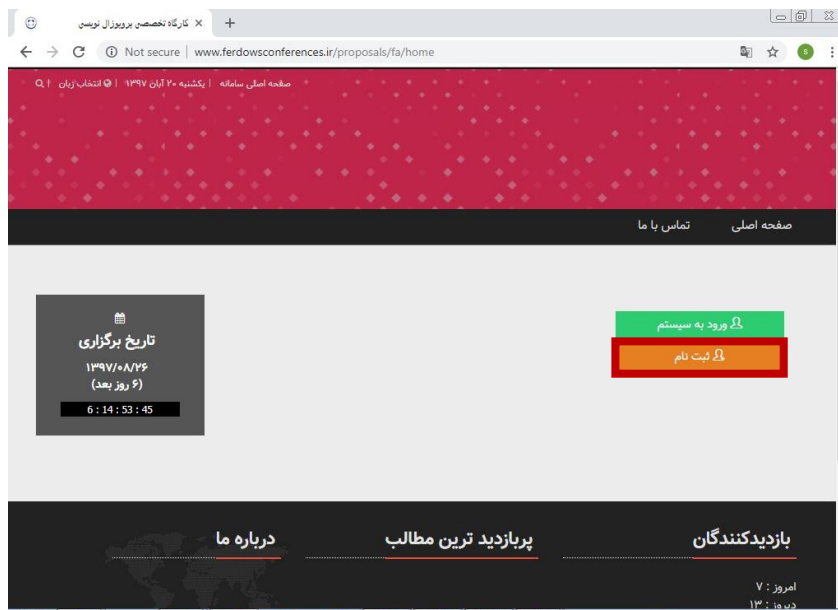 کارگاه تخصصی پروپوزال نویسی
Not secure | www.ferdowsconferences.ir/proposals/fa/home
s
صفحه اصلی سامانه | یکشنبه ۲۰ آبان ۱۳۹۷ | انتخاب زبان |
صفحه اصلی تماس با ما
ورود به سیستم
ثبت نام
تاریخ برگزاری
۱۳۹۷/۰۸/۲۶
(۶ روز بعد)
6 : 14 : 53 : 45
بازدیدکنندگان
پربازدید ترین مطالب
درباره ما
امروز : ۷
دیروز : ۱۳